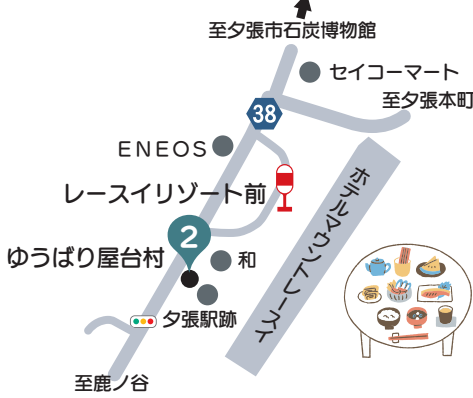 至夕張市石炭博物館
セイコーマート
至夕張本町
38
ENEOS
レースイリゾート前
ホテルマウントレースイ
2
ゆうばり屋台村
和
夕張駅跡
至鹿ノ谷